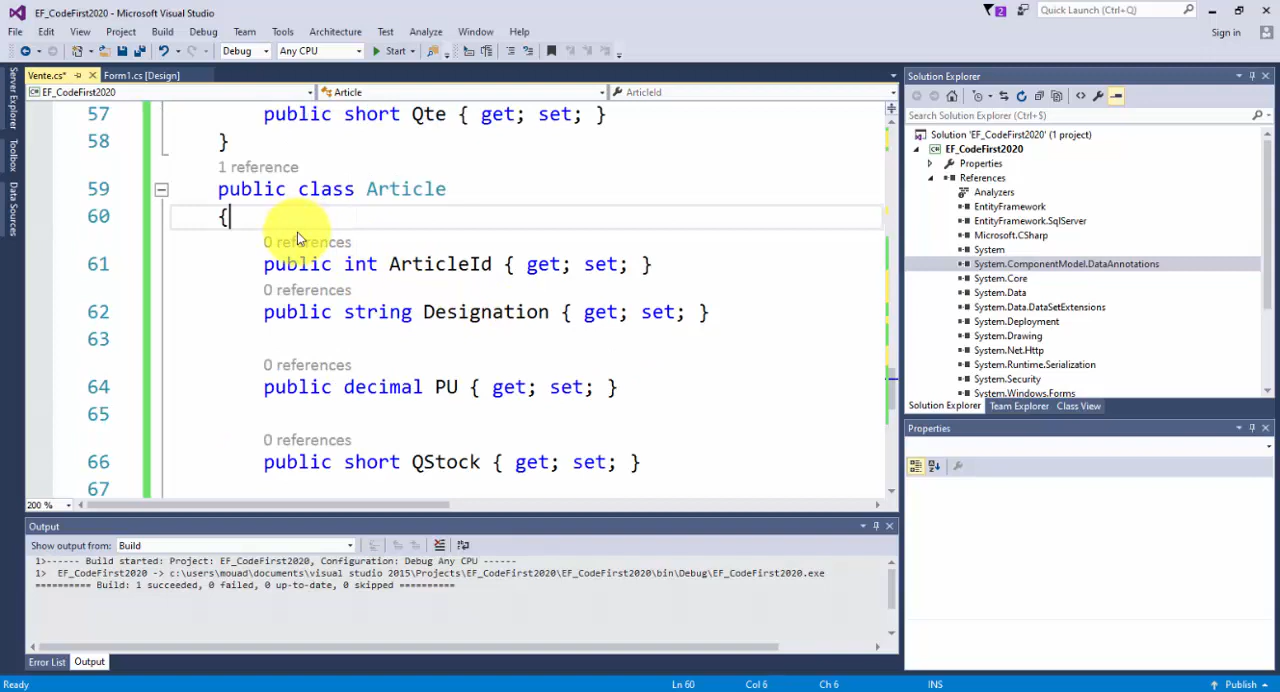 EF_CodeFirst2020 - Microsoft Visual Studio
2
Quick Launch (Ctrl+Q)
File Edit View Project Build Debug Team Tools Architecture Test Analyze Window Help
Sign in
Debug Any CPU Start
Server Explorer
Toolbox
Data Sources
Vente.cs* Form1.cs [Design]
EF_CodeFirst2020 Article ArticleId
57 public short Qte { get; set; }
58 }
1 reference
59 public class Article
60 {
0 references
61 public int ArticleId { get; set; }
0 references
62 public string Designation { get; set; }
63
0 references
64 public decimal PU { get; set; }
65
0 references
66 public short QStock { get; set; }
67
200 %
Output
Show output from: Build
1>------ Build started: Project: EF_CodeFirst2020, Configuration: Debug Any CPU ------
1> EF_CodeFirst2020 -> c:\users\mouad\documents\visual studio 2015\Projects\EF_CodeFirst2020\EF_CodeFirst2020\bin\Debug\EF_CodeFirst2020.exe
========== Build: 1 succeeded, 0 failed, 0 up-to-date, 0 skipped ==========
Error List Output
Solution Explorer
Search Solution Explorer (Ctrl+$)
Solution 'EF_CodeFirst2020' (1 project)
EF_CodeFirst2020
Properties
References
Analyzers
EntityFramework
EntityFramework.SqlServer
Microsoft.CSharp
System
System.ComponentModel.DataAnnotations
System.Core
System.Data
System.Data.DataSetExtensions
System.Deployment
System.Drawing
System.Net.Http
System.Runtime.Serialization
System.Security
System.Windows.Forms
Solution Explorer Team Explorer Class View
Properties
Ready Ln 60 Col 6 Ch 6 INS Publish